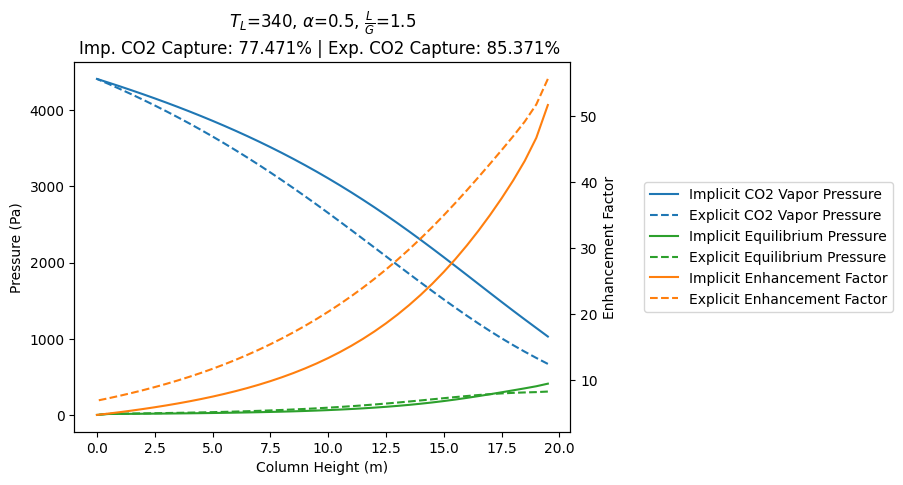 T_L=340, α=0.5, L/G=1.5
Imp. CO2 Capture: 77.471% | Exp. CO2 Capture: 85.371%
4000
3000
2000
1000
0
Pressure (Pa)
0.0 2.5 5.0 7.5 10.0 12.5 15.0 17.5 20.0
Column Height (m)
50
40
30
20
10
Enhancement Factor
Implicit CO2 Vapor Pressure
Explicit CO2 Vapor Pressure
Implicit Equilibrium Pressure
Explicit Equilibrium Pressure
Implicit Enhancement Factor
Explicit Enhancement Factor